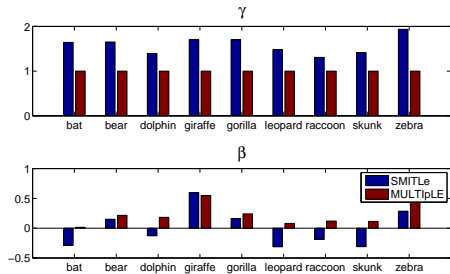 γ
2
1
0
bat bear dolphin giraffe gorilla leopard raccoon skunk zebra
β
1
0.5
0
−0.5
SMITLe
MULTIpLE
bat bear dolphin giraffe gorilla leopard raccoon skunk zebra